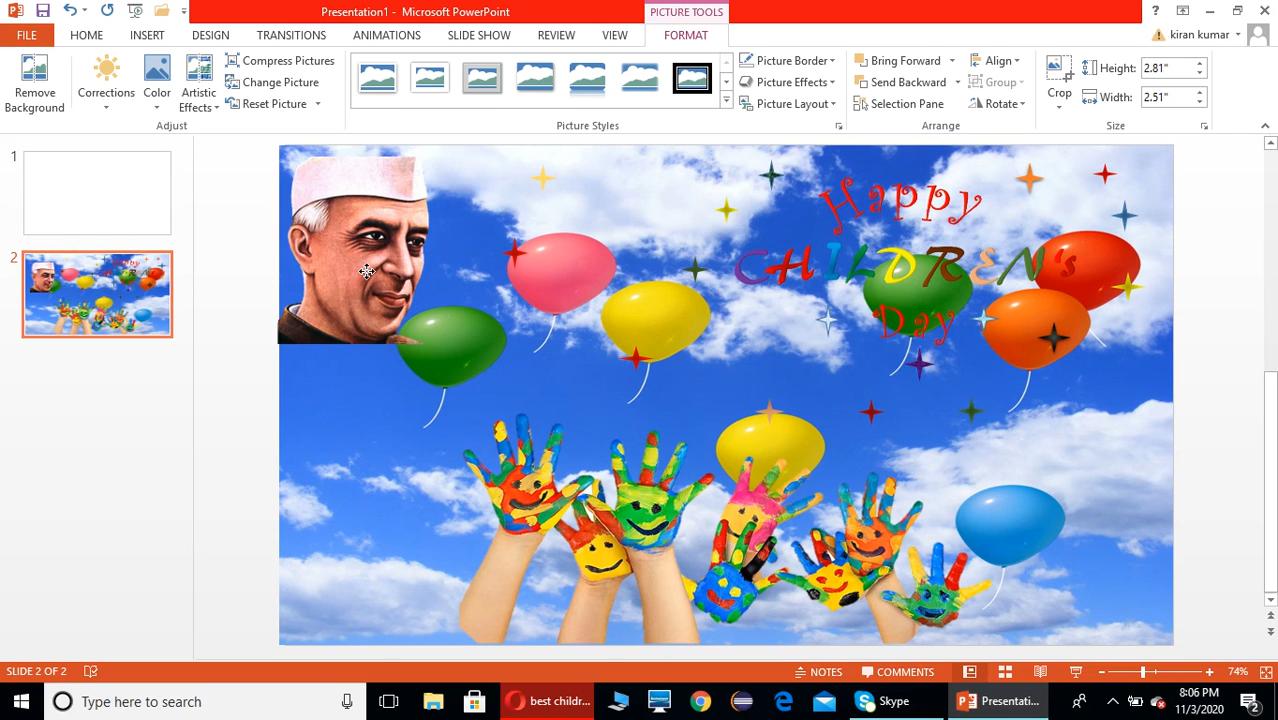 Presentation1 - Microsoft PowerPoint
PICTURE TOOLS
?
FILE HOME INSERT DESIGN TRANSITIONS ANIMATIONS SLIDE SHOW REVIEW VIEW FORMAT kiran kumar
Remove Background
Corrections
Color
Artistic Effects
Compress Pictures
Change Picture
Reset Picture
Adjust
Picture Styles
Picture Border
Picture Effects
Picture Layout
Bring Forward
Send Backward
Selection Pane
Align
Group
Rotate
Arrange
Crop
Height: 2.81"
Width: 2.51"
Size
1
2
Happy
CHILDREN's
Day
SLIDE 2 OF 2 NOTES COMMENTS 74%
Type here to search
best childr...
Skype
Presentati...
8:06 PM
11/3/2020
2